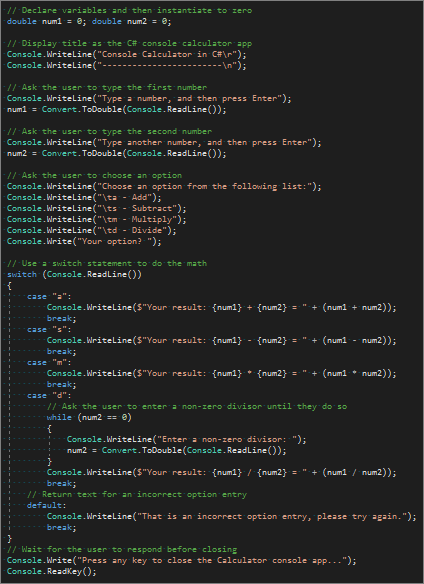 // Declare variables and then instantiate to zero
double num1 = 0; double num2 = 0;
// Display title as the C# console calculator app
Console.WriteLine("Console Calculator in C#\r");
Console.WriteLine("------------------------\n");
// Ask the user to type the first number
Console.WriteLine("Type a number, and then press Enter");
num1 = Convert.ToDouble(Console.ReadLine());
// Ask the user to type the second number
Console.WriteLine("Type another number, and then press Enter");
num2 = Convert.ToDouble(Console.ReadLine());
// Ask the user to choose an option
Console.WriteLine("Choose an option from the following list:");
Console.WriteLine("\ta - Add");
Console.WriteLine("\ts - Subtract");
Console.WriteLine("\tm - Multiply");
Console.WriteLine("\td - Divide");
Console.Write("Your option? ");
// Use a switch statement to do the math
switch (Console.ReadLine())
{
case "a":
Console.WriteLine($"Your result: {num1} + {num2} = " + (num1 + num2));
break;
case "s":
Console.WriteLine($"Your result: {num1} - {num2} = " + (num1 - num2));
break;
case "m":
Console.WriteLine($"Your result: {num1} * {num2} = " + (num1 * num2));
break;
case "d":
// Ask the user to enter a non-zero divisor until they do so
while (num2 == 0)
{
Console.WriteLine("Enter a non-zero divisor: ");
num2 = Convert.ToDouble(Console.ReadLine());
}
Console.WriteLine($"Your result: {num1} / {num2} = " + (num1 / num2));
break;
// Return text for an incorrect option entry
default:
Console.WriteLine("That is an incorrect option entry, please try again.");
break;
}
// Wait for the user to respond before closing
Console.Write("Press any key to close the Calculator console app...");
Console.ReadKey();